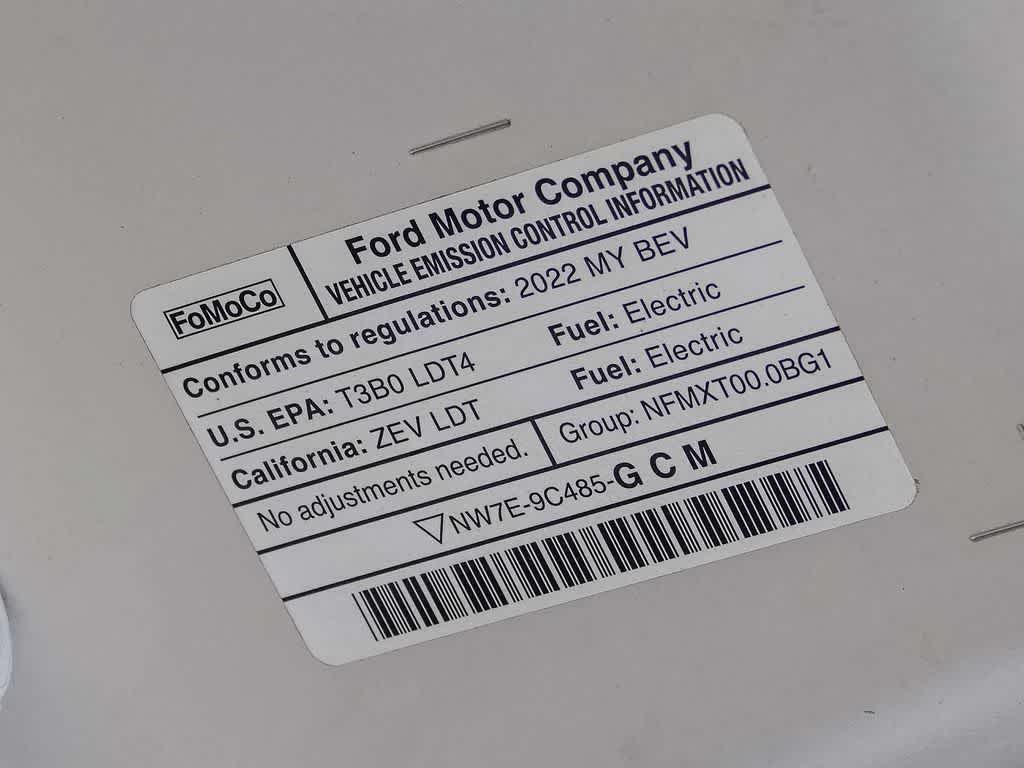 FoMoCo
Ford Motor Company
VEHICLE EMISSION CONTROL INFORMATION
Conforms to regulations: 2022 MY BEV
U.S. EPA: T3B0 LDT4 Fuel: Electric
California: ZEV LDT Fuel: Electric
No adjustments needed. Group: NFMXT00.0BG1
NW7E-9C485-G C M